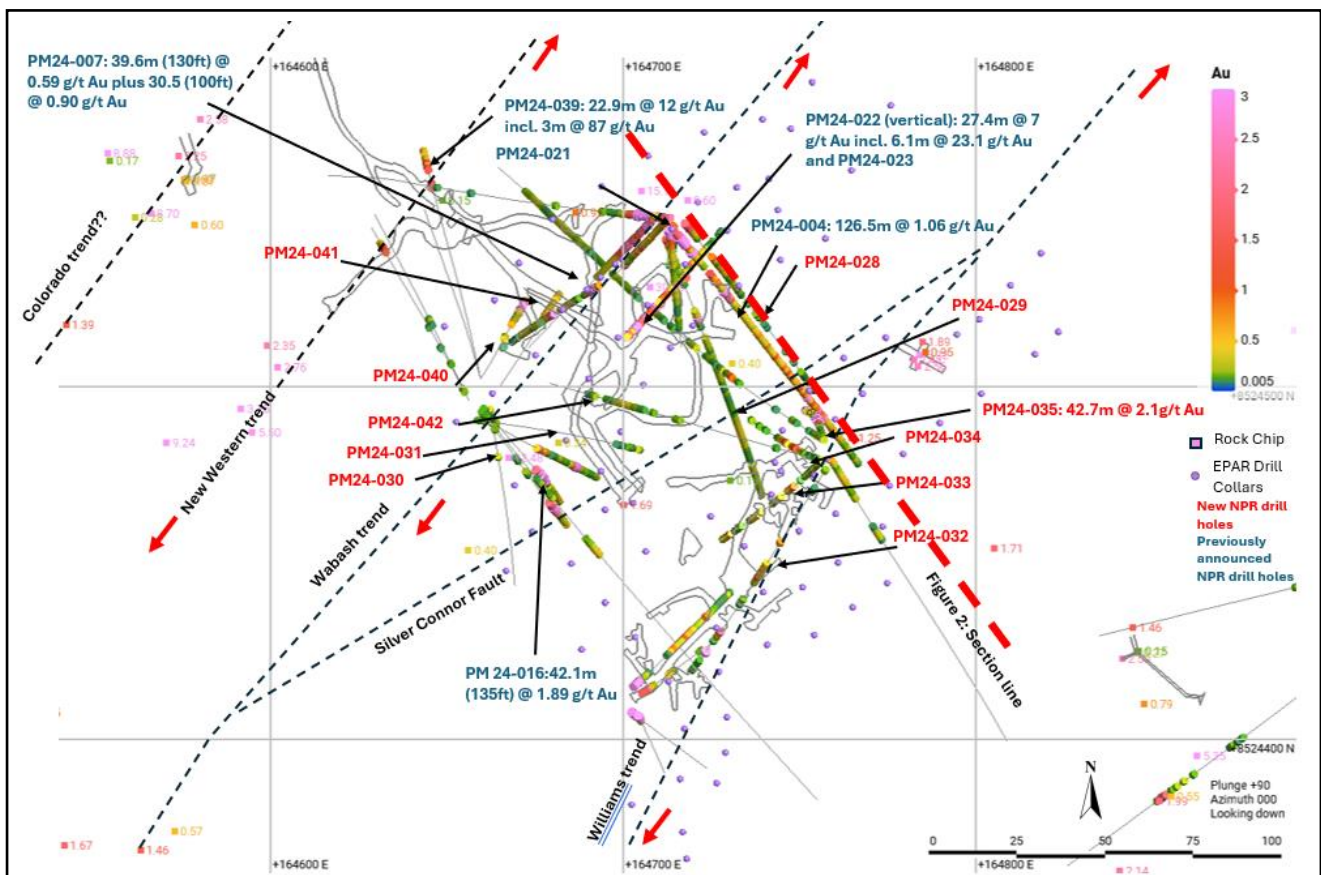 PM24-007: 39.6m (130ft) @
0.59 g/t Au plus 30.5 (100ft)
@ 0.90 g/t Au
+164600 E
+164700 E
+164800 E
Au
3
2.5
2
1.5
1
0.5
0.005
PM24-039: 22.9m @ 12 g/t Au
incl. 3m @ 87 g/t Au
PM24-021
PM24-022 (vertical): 27.4m @ 7
g/t Au incl. 6.1m @ 23.1 g/t Au
and PM24-023
PM24-004: 126.5m @ 1.06 g/t Au
PM24-028
PM24-029
PM24-041
PM24-040
PM24-042
PM24-031
PM24-030
PM24-035: 42.7m @ 2.1g/t Au
PM24-034
PM24-033
PM24-032
PM 24-016:42.1m
(135ft) @ 1.89 g/t Au
Colorado trend??
New Western trend
Wabash trend
Silver Connor Fault
Williams trend
Figure 2: Section line
+8524500 N
Rock Chip
EPAR Drill
Collars
New NPR drill
holes
Previously
announced
NPR drill holes
0.17
0.60
1.39
2.35
9.24
0.40
0.40
1.89
0.95
1.25
1.71
1.46
0.79
0.57
1.67
1.46
2.14
+8524400 N
N
Plunge +90
Azimuth 000
Looking down
0
25
50
75
100
+164600 E
+164700 E
+164800 E